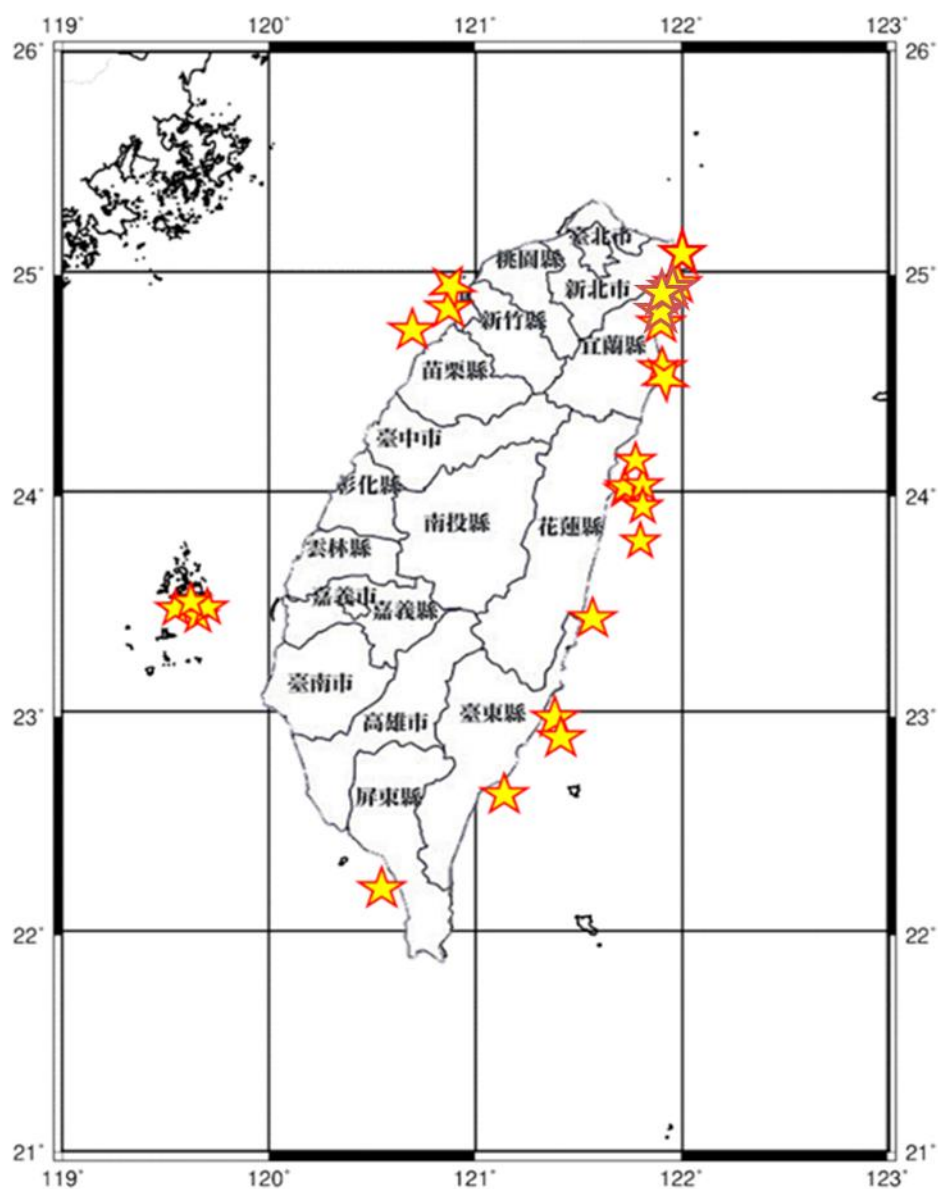 119° 120° 121° 122° 123°
26° 26°
臺北市
桃園縣
25° 25°
新北市
新竹縣
宜蘭縣
苗栗縣
臺中市
彰化縣
24° 24°
南投縣
花蓮縣
雲林縣
嘉義市
嘉義縣
臺南市
23° 23°
臺東縣
高雄市
屏東縣
22° 22°
21° 21°
119° 120° 121° 122° 123°